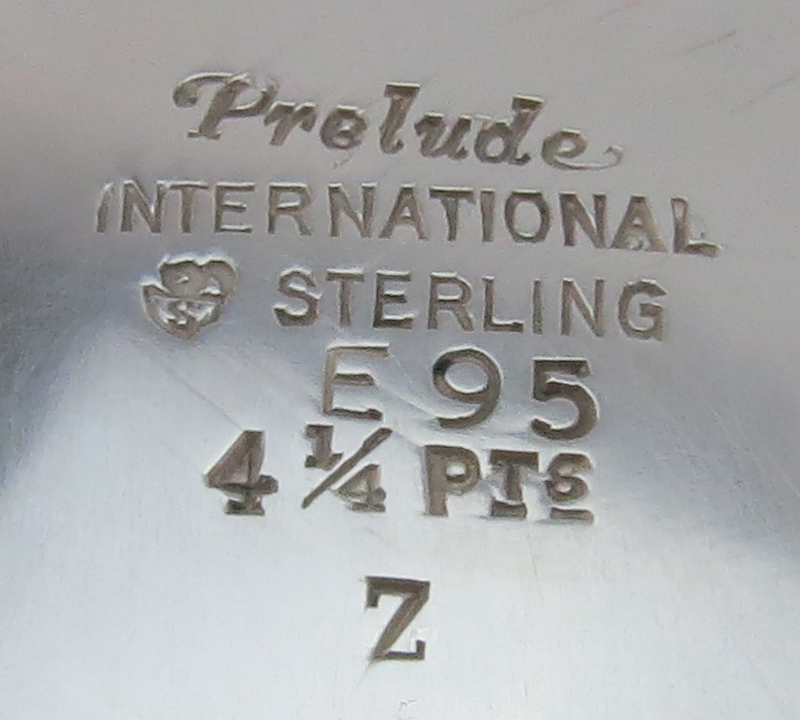 Prelude
INTERNATIONAL
STERLING
E 95
4 1/4 PTS
Z